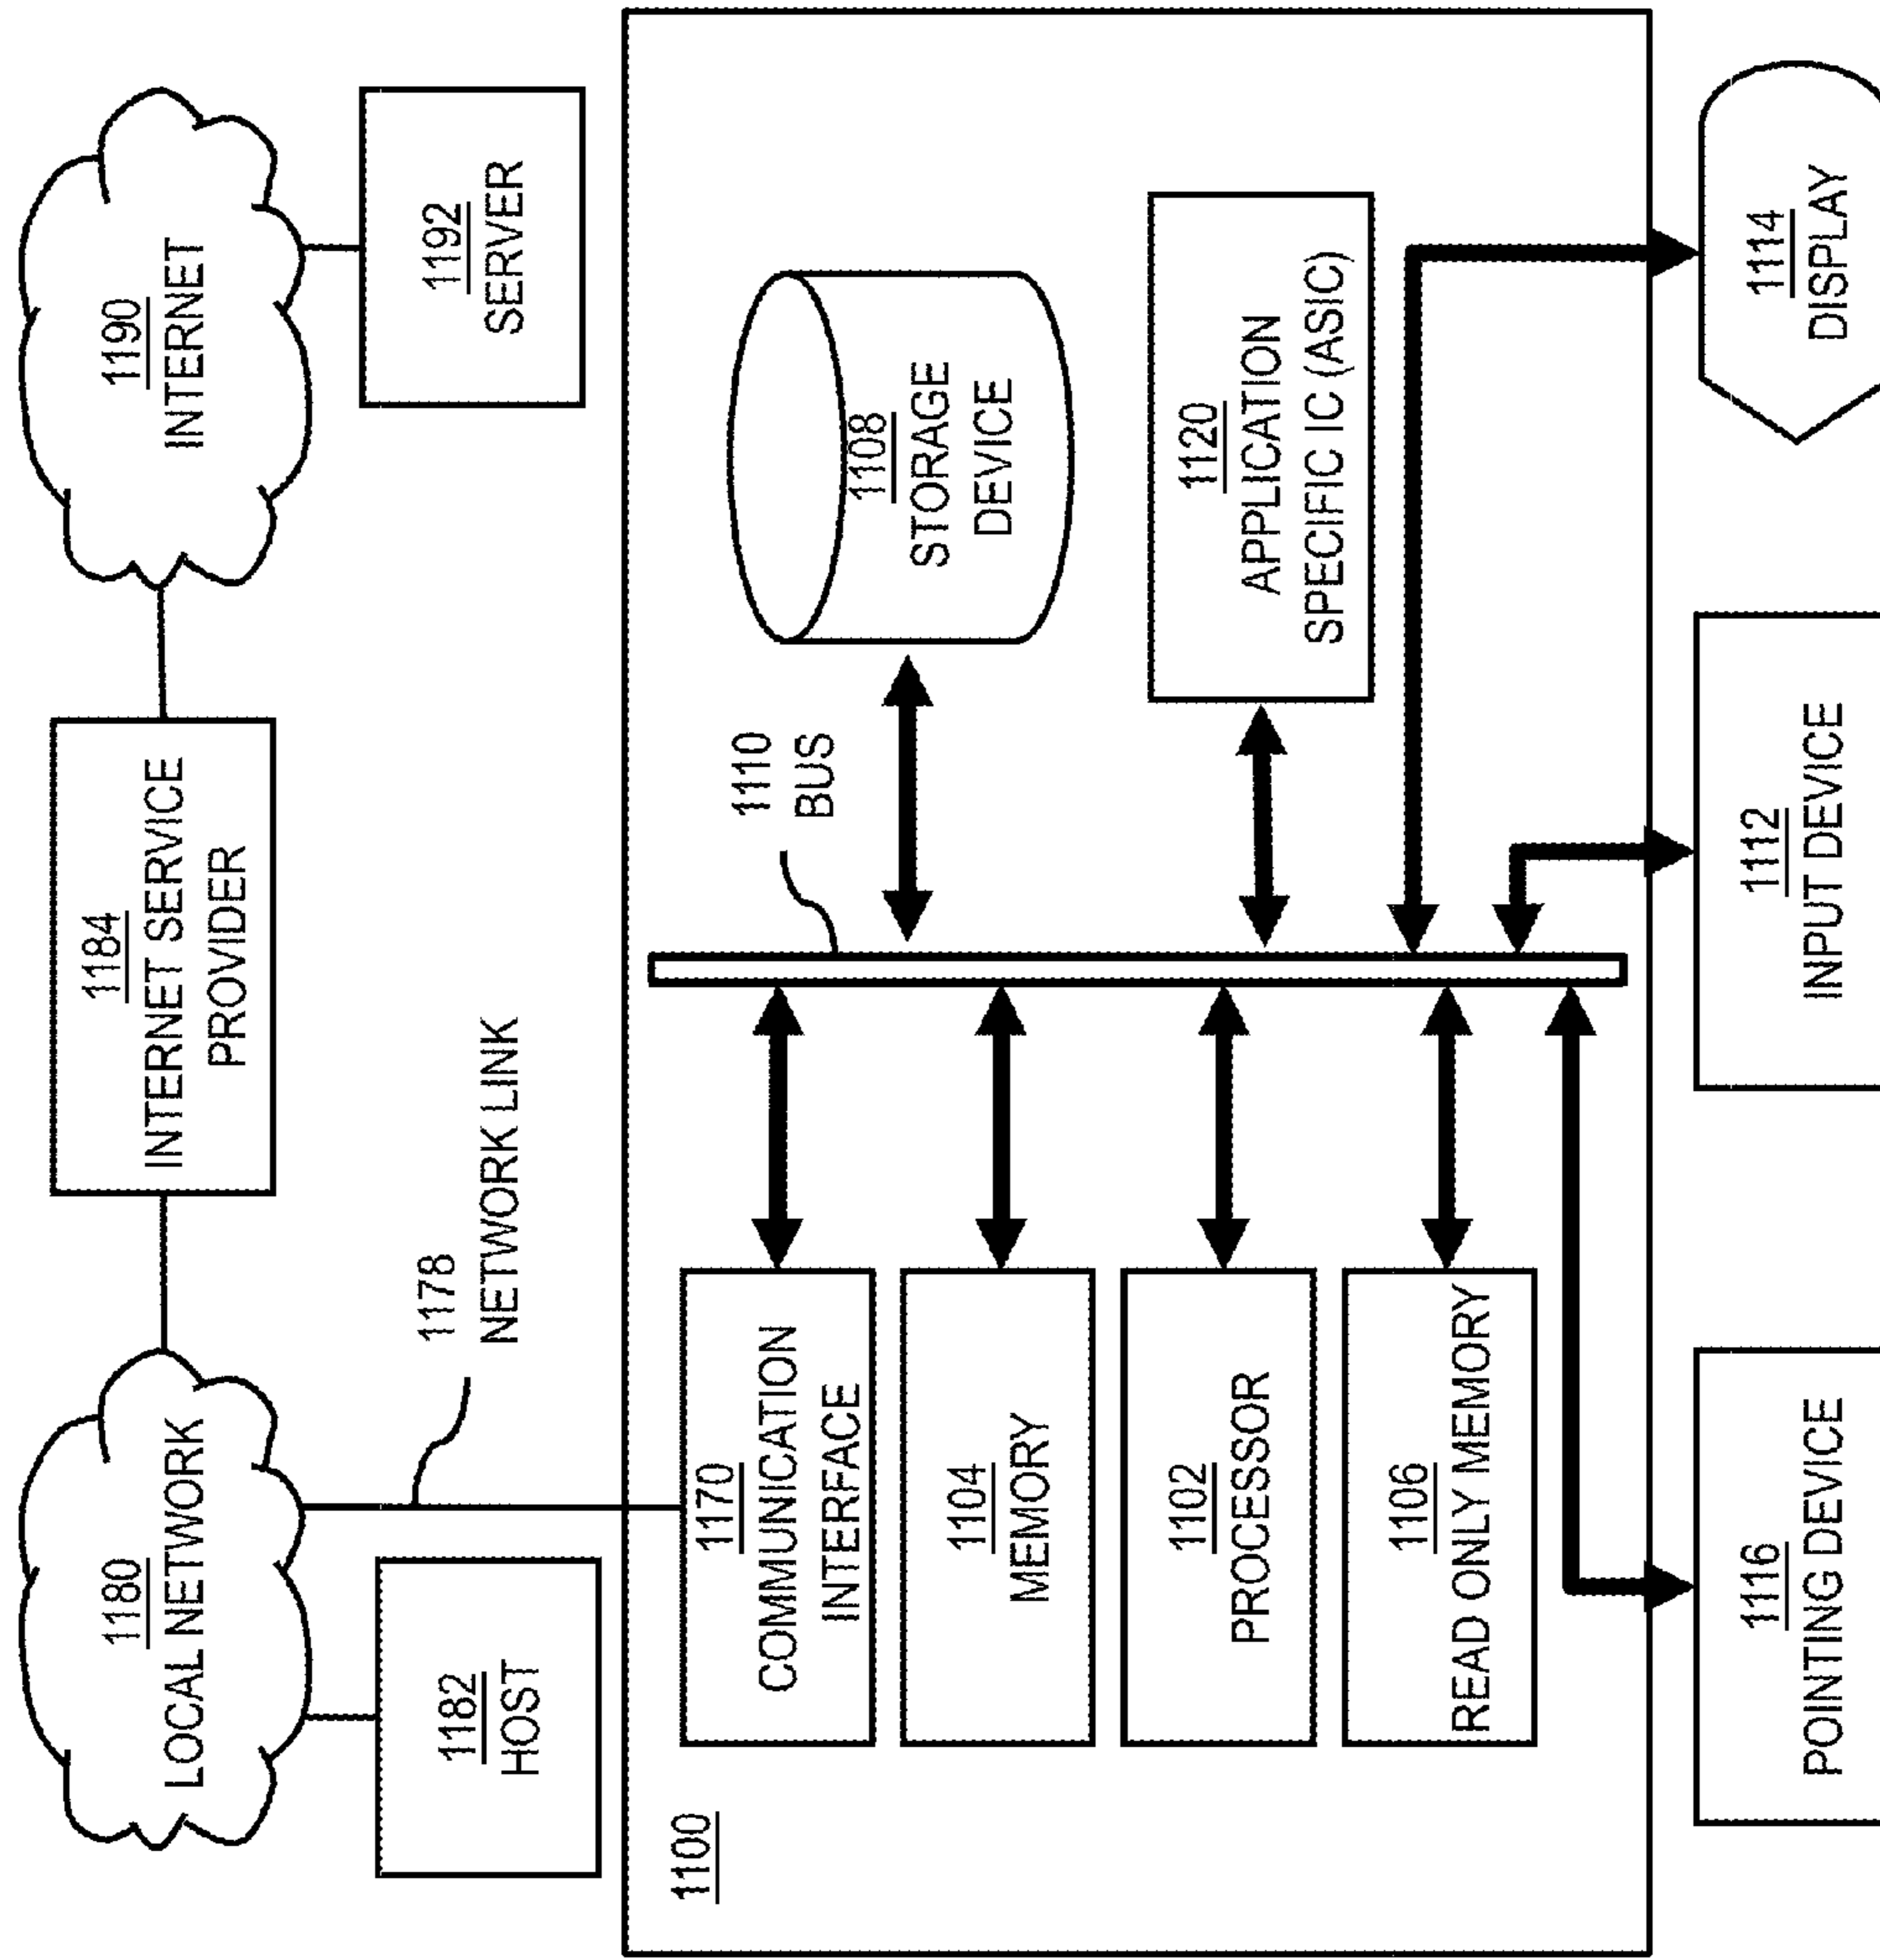 1180
LOCAL NETWORK
1184
INTERNET SERVICE
PROVIDER
1190
INTERNET
1182
HOST
1178
NETWORK LINK
1192
SERVER
1100
1170
COMMUNICATION
INTERFACE
1110
BUS
1108
STORAGE
DEVICE
1104
MEMORY
1102
PROCESSOR
1120
APPLICATION
SPECIFIC IC (ASIC)
1106
READ ONLY MEMORY
1116
POINTING DEVICE
1112
INPUT DEVICE
1114
DISPLAY